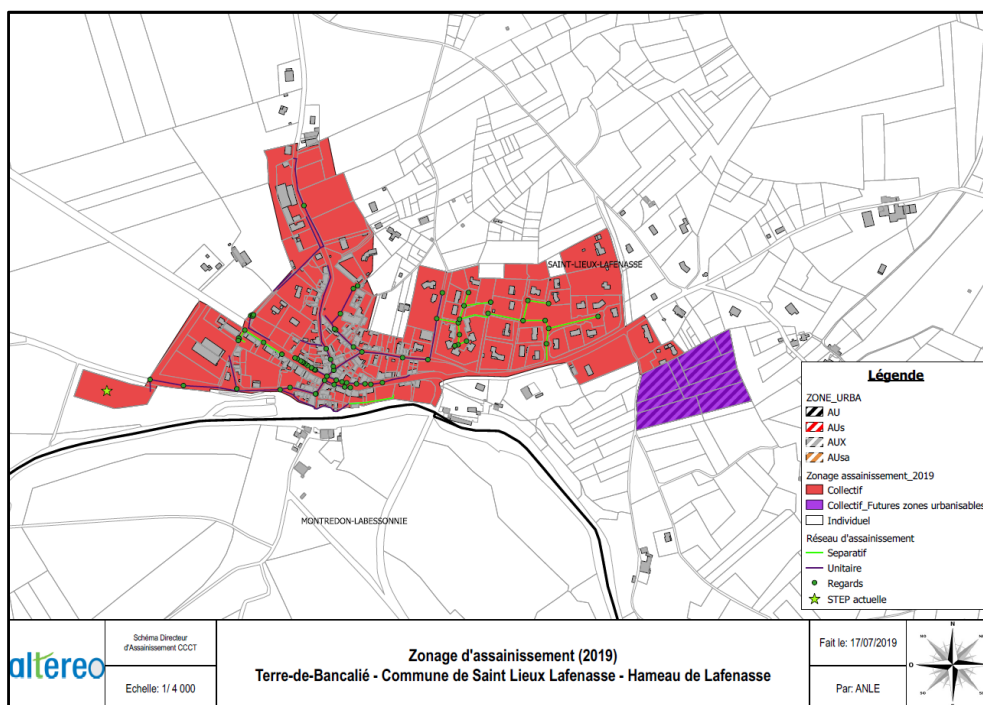 SAINT-LIEUX-LAFENASSE
MONTREDON-LABESSONNIE
Légende
ZONE_URBA
AU
AUs
AUX
AUsa
Zonage assainissement_2019
Collectif
Collectif_Futures zones urbanisables
Individuel
Réseau d'assainissement
Separatif
Unitaire
Regards
STEP actuelle
altereo
Schéma Directeur
d'Assainissement CCCT
Echelle: 1/ 4 000
Zonage d'assainissement (2019)
Terre-de-Bancalié - Commune de Saint Lieux Lafenasse - Hameau de Lafenasse
Fait le: 17/07/2019
Par: ANLE
N
NO
O
E
SO
S